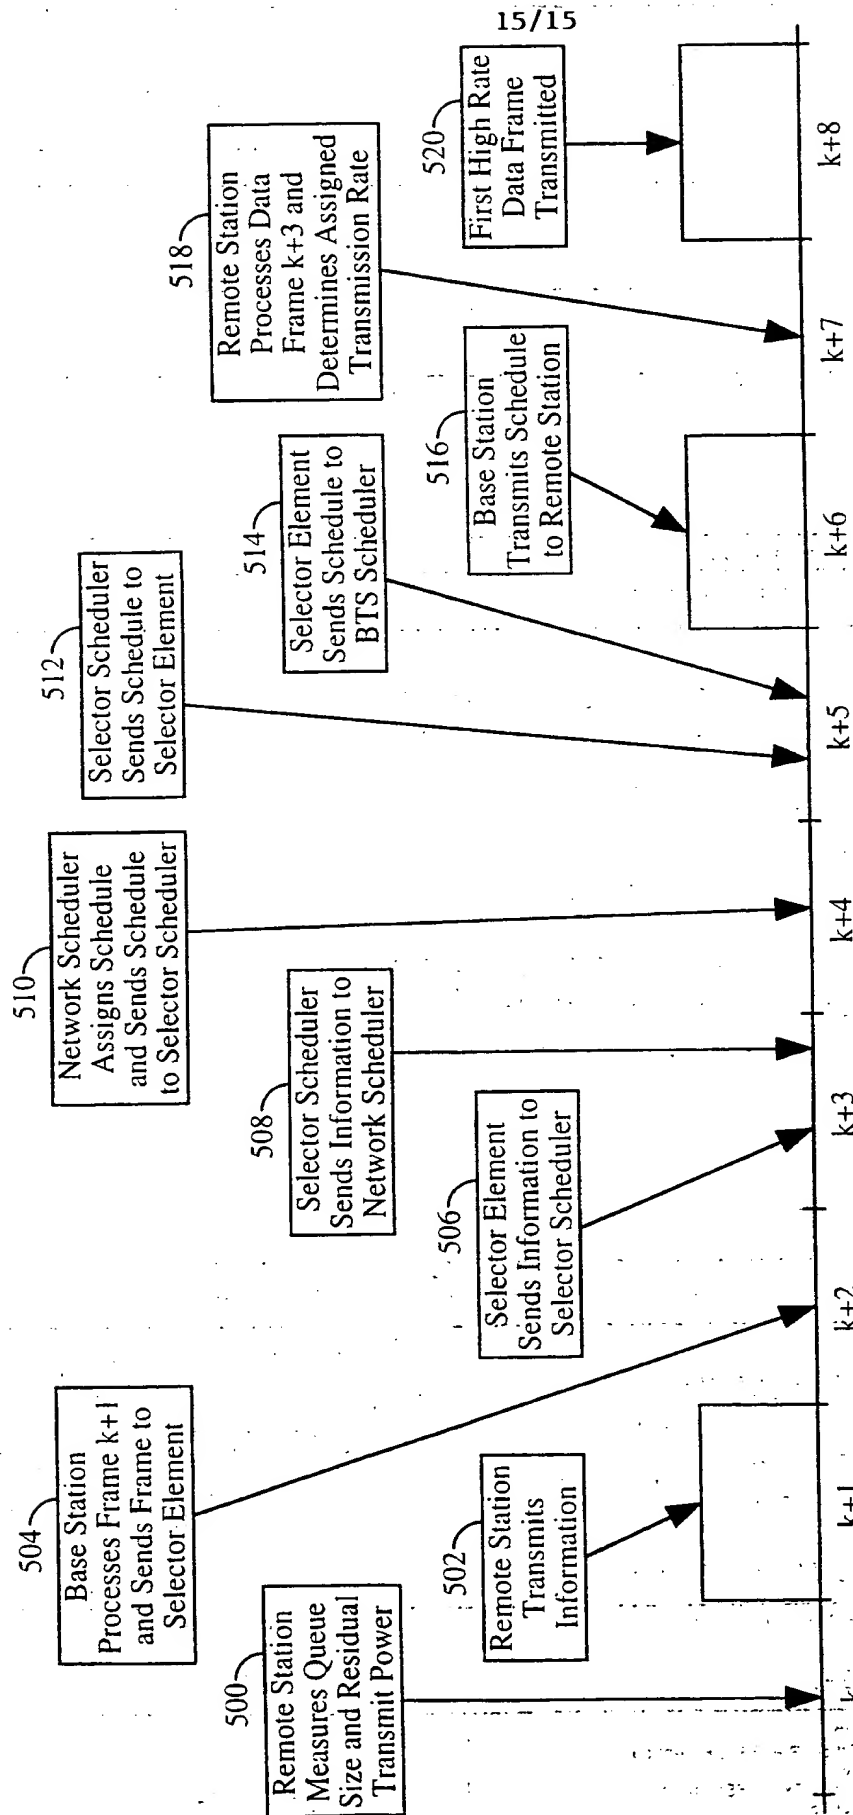 15/15
500
Remote Station
Measures Queue
Size and Residual
Transmit Power
502
Remote Station
Transmits
Information
504
Base Station
Processes Frame k+1
and Sends Frame to
Selector Element
506
Selector Element
Sends Information to
Selector Scheduler
508
Selector Scheduler
Sends Information to
Network Scheduler
510
Network Scheduler
Assigns Schedule
and Sends Schedule
to Selector Scheduler
512
Selector Scheduler
Sends Schedule to
Selector Element
514
Selector Element
Sends Schedule to
BTS Scheduler
516
Base Station
Transmits Schedule
to Remote Station
518
Remote Station
Processes Data
Frame k+3 and
Determines Assigned
Transmission Rate
520
First High Rate
Data Frame
Transmitted
k
k+1
k+2
k+3
k+4
k+5
k+6
k+7
k+8